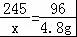 245/x = 96/4.8g